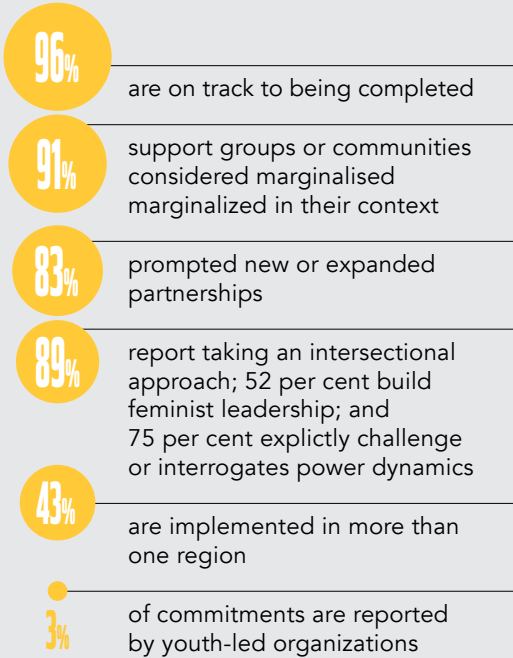 96%
are on track to being completed
91%
support groups or communities
considered marginalised
marginalized in their context
83%
prompted new or expanded
partnerships
89%
report taking an intersectional
approach; 52 per cent build
feminist leadership; and
75 per cent explictly challenge
or interrogates power dynamics
43%
are implemented in more than
one region
3%
of commitments are reported
by youth-led organizations